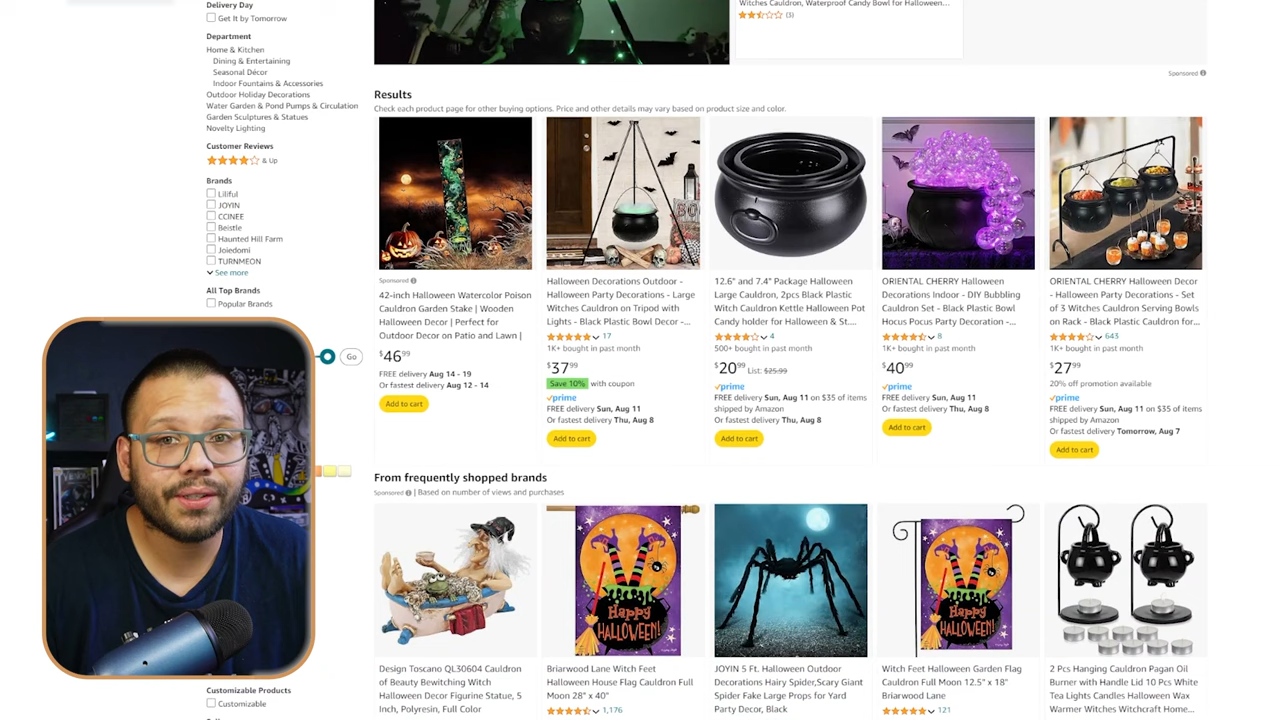 Delivery Day
Get It by Tomorrow
Department
Home & Kitchen
Dining & Entertaining
Seasonal Décor
Indoor Fountains & Accessories
Outdoor Holiday Decorations
Water Garden & Pond Pumps & Circulation
Garden Sculptures & Statues
Novelty Lighting
Customer Reviews
& Up
Brands
Liliful
JOYIN
CCINEE
Beistle
Haunted Hill Farm
Joiedomi
TURNMEON
See more
All Top Brands
Popular Brands
Go
Customizable Products
Customizable
Witches Cauldron, Waterproof Candy Bowl for Halloween...
(3)
Sponsored
Results
Check each product page for other buying options. Price and other details may vary based on product size and color.
Sponsored
42-inch Halloween Watercolor Poison
Cauldron Garden Stake | Wooden
Halloween Decor | Perfect for
Outdoor Decor on Patio and Lawn |
$46.99
FREE delivery Aug 14 - 19
Or fastest delivery Aug 12 - 14
Add to cart
Halloween Decorations Outdoor -
Halloween Party Decorations - Large
Witches Cauldron on Tripod with
Lights - Black Plastic Bowl Decor -...
17
1K+ bought in past month
$37.99
Save 10% with coupon
prime
FREE delivery Sun, Aug 11
Or fastest delivery Thu, Aug 8
Add to cart
12.6" and 7.4" Package Halloween
Large Cauldron, 2pcs Black Plastic
Witch Cauldron Kettle Halloween Pot
Candy holder for Halloween & St....
4
500+ bought in past month
$20.99 List: $25.99
prime
FREE delivery Sun, Aug 11 on $35 of items
shipped by Amazon
Or fastest delivery Thu, Aug 8
Add to cart
ORIENTAL CHERRY Halloween
Decorations Indoor - DIY Bubbling
Cauldron Set - Black Plastic Bowl
Hocus Pocus Party Decoration -...
8
1K+ bought in past month
$40.99
prime
FREE delivery Sun, Aug 11
Or fastest delivery Thu, Aug 8
Add to cart
ORIENTAL CHERRY Halloween Decor
- Halloween Party Decorations - Set
of 3 Witches Cauldron Serving Bowls
on Rack - Black Plastic Cauldron for...
643
1K+ bought in past month
$27.99
20% off promotion available
prime
FREE delivery Sun, Aug 11 on $35 of items
shipped by Amazon
Or fastest delivery Tomorrow, Aug 7
Add to cart
From frequently shopped brands
Sponsored | Based on number of views and purchases
Happy
HALLOWEEN!
Happy
HALLOWEEN!
Design Toscano QL30604 Cauldron
of Beauty Bewitching Witch
Halloween Decor Figurine Statue, 5
Inch, Polyresin, Full Color
Briarwood Lane Witch Feet
Halloween House Flag Cauldron Full
Moon 28" x 40"
1,176
JOYIN 5 Ft. Halloween Outdoor
Decorations Hairy Spider,Scary Giant
Spider Fake Large Props for Yard
Party Decor, Black
Witch Feet Halloween Garden Flag
Cauldron Full Moon 12.5" x 18"
Briarwood Lane
121
2 Pcs Hanging Cauldron Pagan Oil
Burner with Handle Lid 10 Pcs White
Tea Lights Candles Halloween Wax
Warmer Witches Witchcraft Home...